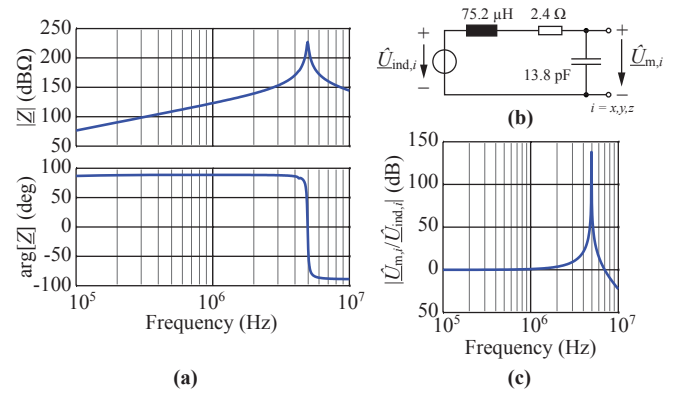 250
200
150
100
50
|Z| (dBΩ)
100
50
0
-50
-100
arg[Z] (deg)
10^5
10^6
10^7
Frequency (Hz)
(a)
75.2 μH
2.4 Ω
+
Û_ind,i
−
13.8 pF
+
Û_m,i
−
i = x,y,z
(b)
150
100
50
0
50
|Û_m,i/Û_ind,i| (dB)
10^5
10^6
10^7
Frequency (Hz)
(c)